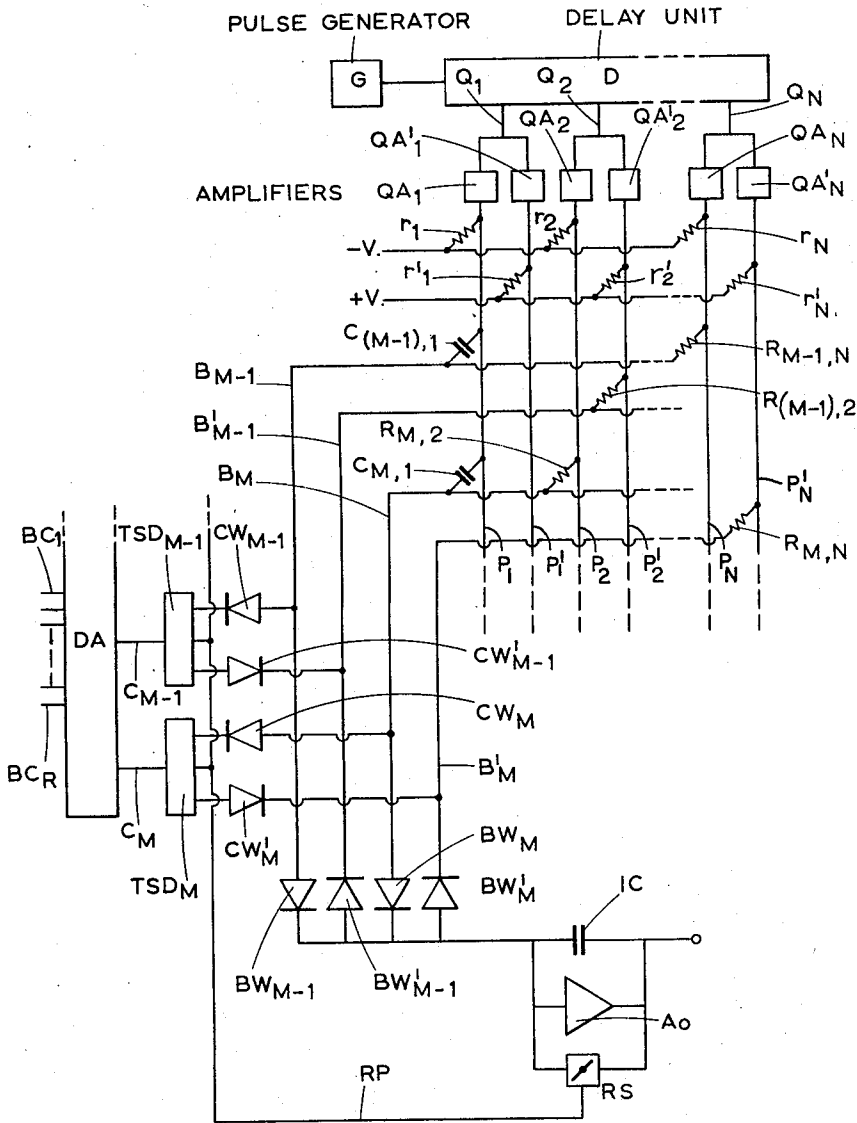 PULSE GENERATOR
DELAY UNIT
G
Q1
Q2
D
QN
QA'1
QA2
QA'2
QAN
AMPLIFIERS
QA1
QA'N
r1
r2
rN
-V.
r'1
r'2
+V.
r'N
C(M-1),1
RM-1,N
BM-1
R(M-1),2
B'M-1
RM,2
CM,1
BM
P'N
BC1
TSDM-1
CWM-1
P1
P'1
P2
P'2
PN
RM,N
DA
CW'M-1
CM-1
CWM
BCR
B'M
CM
CW'M
BWM
TSDM
BW'M
IC
BWM-1
BW'M-1
Ao
RP
RS